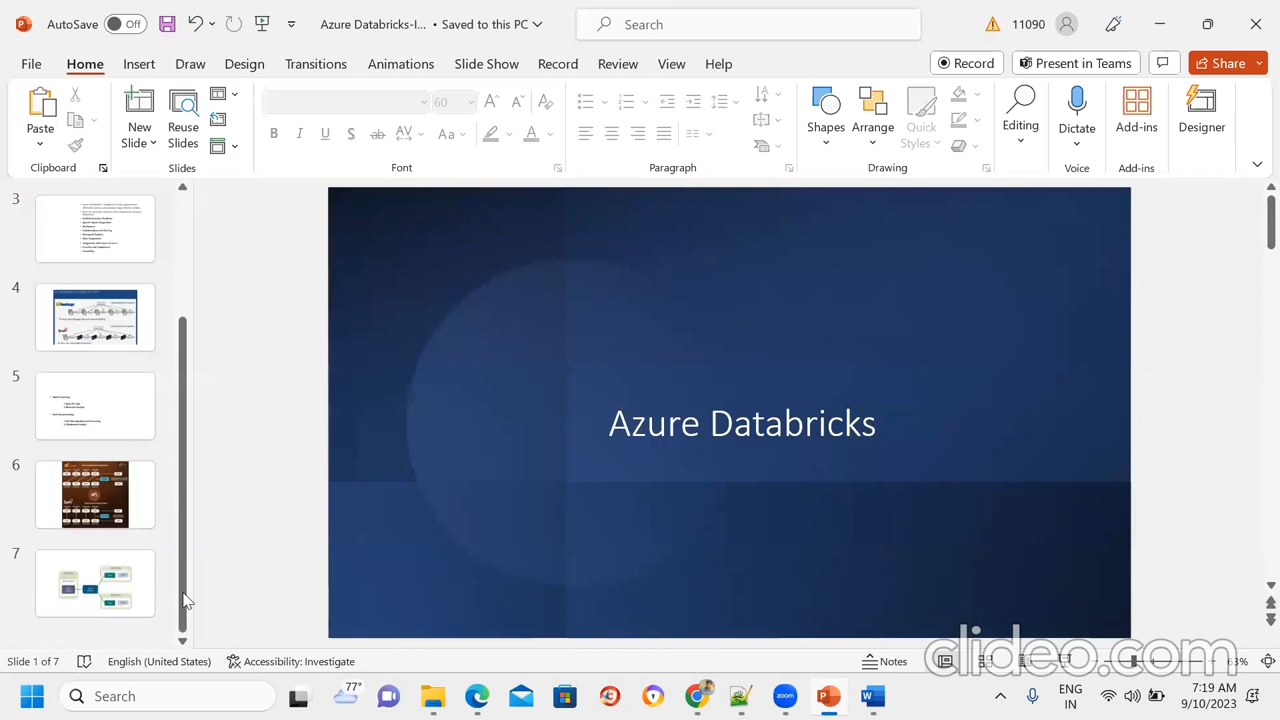 AutoSave Off Azure Databricks-I... • Saved to this PC Search 11090
File Home Insert Draw Design Transitions Animations Slide Show Record Review View Help Record Present in Teams Share
Paste New Slide Reuse Slides 60 Shapes Arrange Quick Styles Editing Dictate Add-ins Designer
Clipboard Slides Font Paragraph Drawing Voice Add-ins
3
4
5
6
7
Azure Databricks
clideo.com
Slide 1 of 7 English (United States) Accessibility: Investigate Notes 63%
Search 77° ENG IN 7:19 AM 9/10/2023